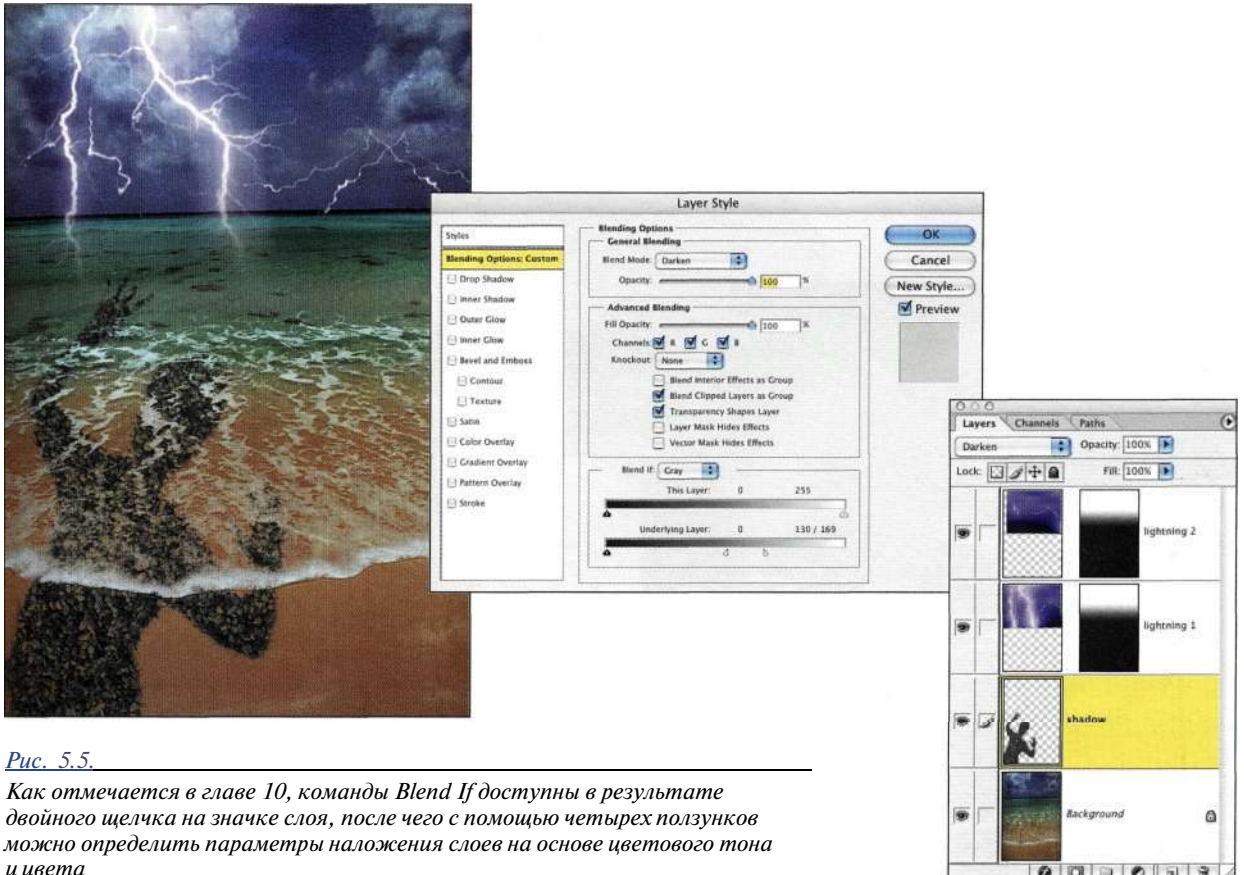 Layer Style
Styles
Blending Options: Custom
Drop Shadow
Inner Shadow
Outer Glow
Inner Glow
Bevel and Emboss
Contour
Texture
Satin
Color Overlay
Gradient Overlay
Pattern Overlay
Stroke
Blending Options
General Blending
Blend Mode: Darken
Opacity: 100 %
Advanced Blending
Fill Opacity: 100 %
Channels: R G B
Knockout: None
Blend Interior Effects as Group
Blend Clipped Layers as Group
Transparency Shapes Layer
Layer Mask Hides Effects
Vector Mask Hides Effects
Blend If: Gray
This Layer: 0 255
Underlying Layer: 0 130 / 169
OK
Cancel
New Style...
Preview
Layers Channels Paths
Darken Opacity: 100%
Lock: Fill: 100%
lightning 2
lightning 1
shadow
Background
Рис. 5.5.
Как отмечается в главе 10, команды Blend If доступны в результате
двойного щелчка на значке слоя, после чего с помощью четырех ползунков
можно определить параметры наложения слоев на основе цветового тона
и цвета